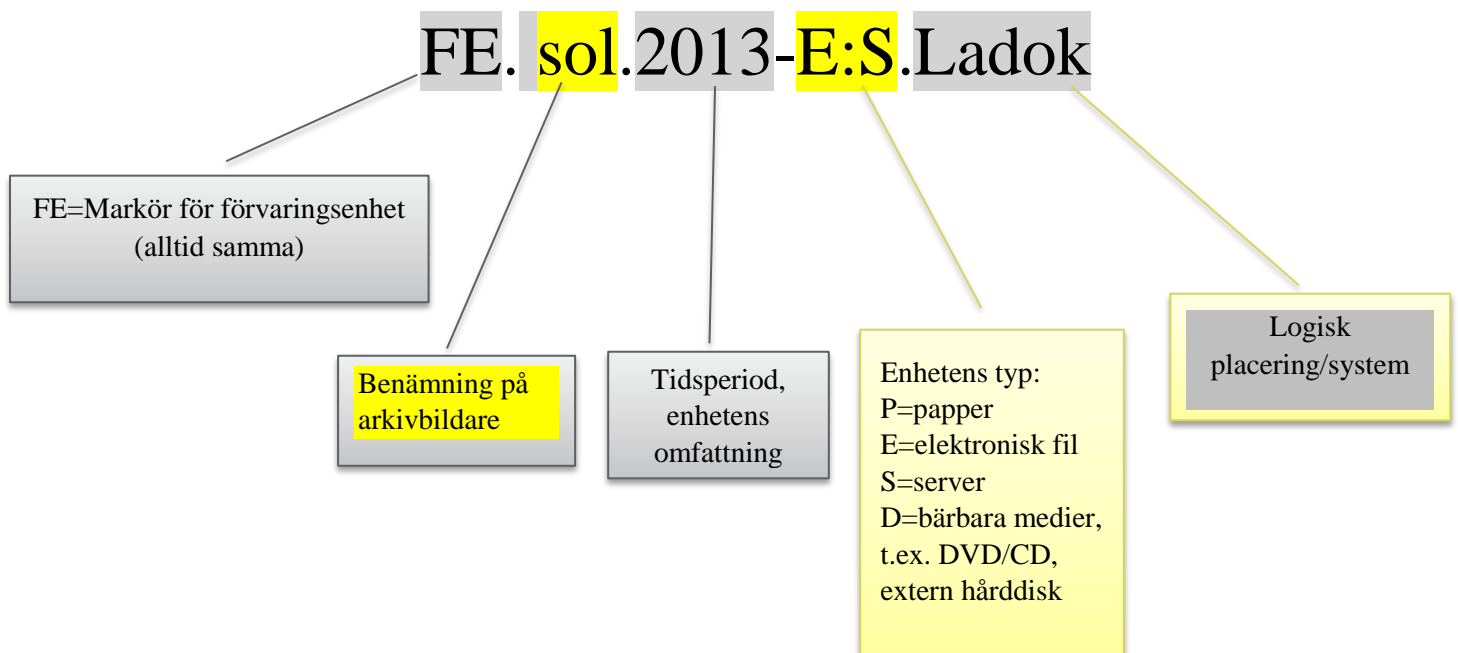 FE. sol.2013-E:S.Ladok
FE=Markör för förvaringsenhet
(alltid samma)
Benämning på
arkivbildare
Tidsperiod,
enhetens
omfattning
Enhetens typ:
P=papper
E=elektronisk fil
S=server
D=bärbara medier,
t.ex. DVD/CD,
extern hårddisk
Logisk
placering/system